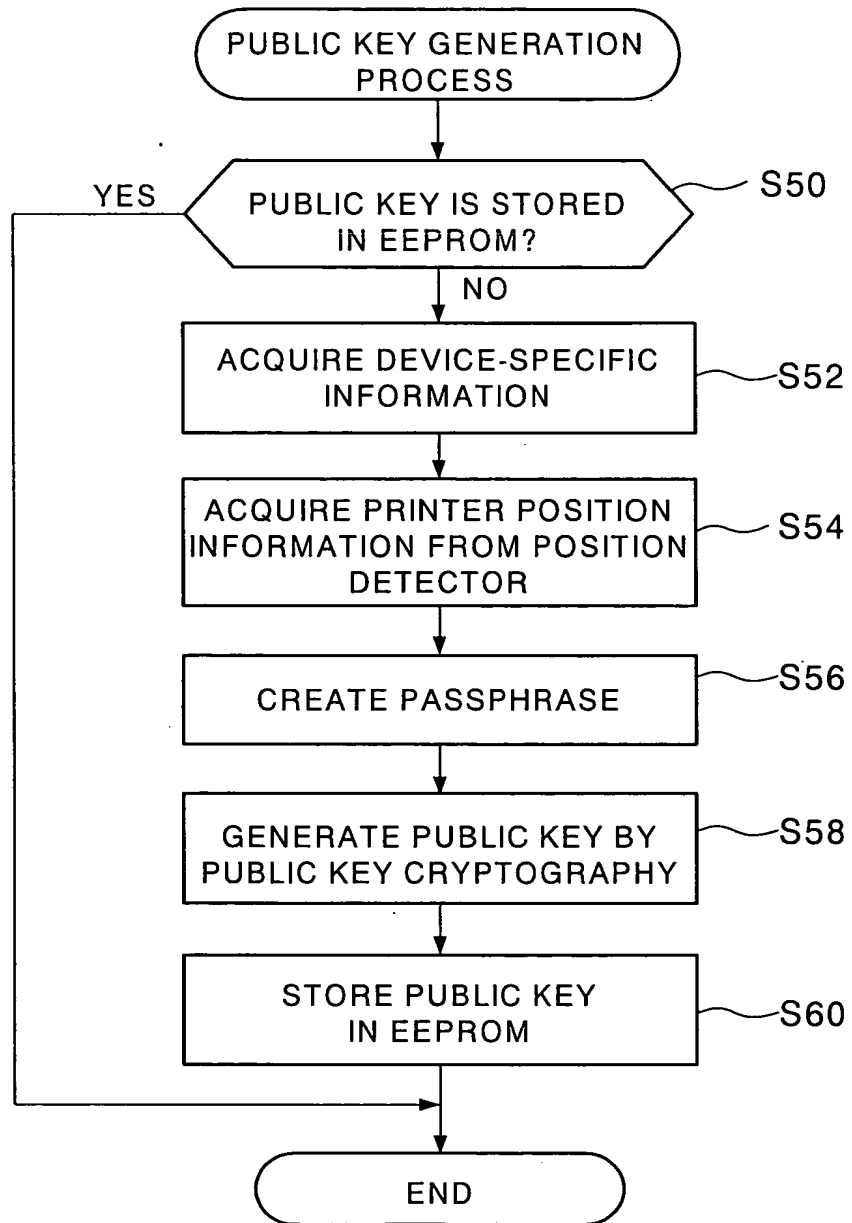 PUBLIC KEY GENERATION
PROCESS
YES
PUBLIC KEY IS STORED
IN EEPROM?
S50
NO
ACQUIRE DEVICE-SPECIFIC
INFORMATION
S52
ACQUIRE PRINTER POSITION
INFORMATION FROM POSITION
DETECTOR
S54
CREATE PASSPHRASE
S56
GENERATE PUBLIC KEY BY
PUBLIC KEY CRYPTOGRAPHY
S58
STORE PUBLIC KEY
IN EEPROM
S60
END